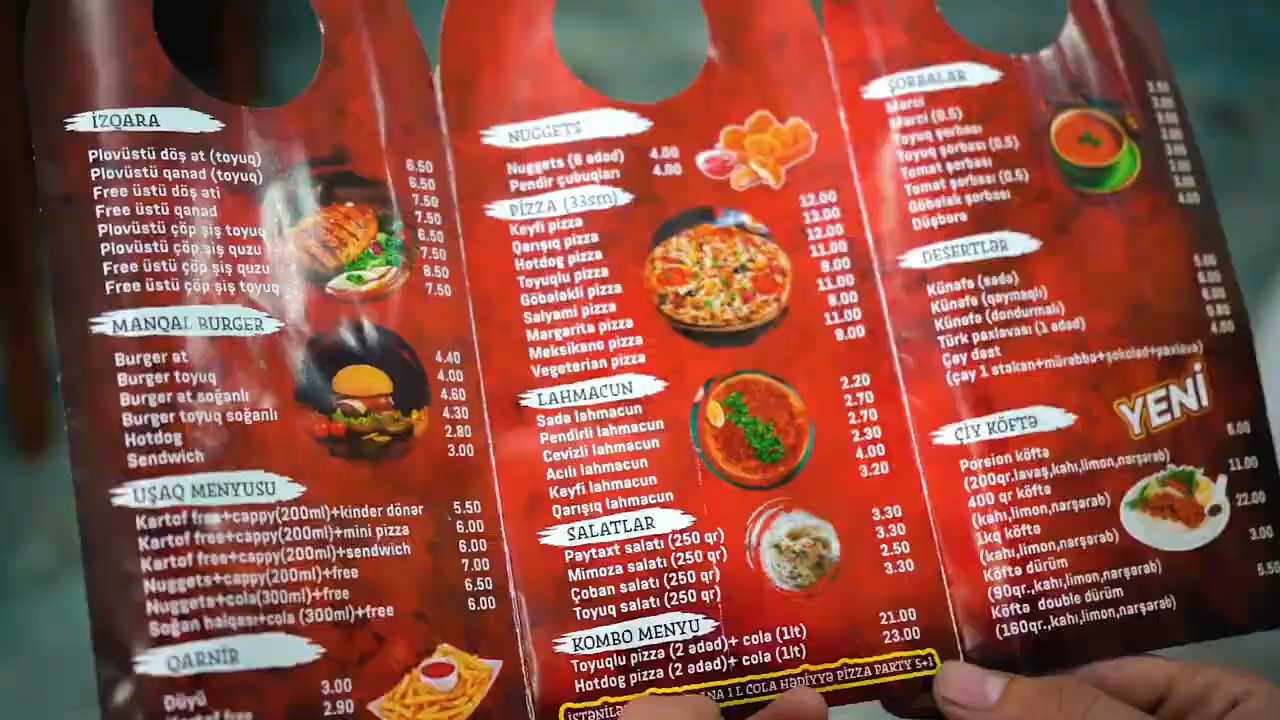 İZQARA
Plovüstü döş ət (toyuq) 6.50
Plovüstü qanad (toyuq) 6.50
Free üstü döş əti 7.50
Free üstü qanad 7.50
Plovüstü çöp şiş toyuq 6.50
Plovüstü çöp şiş quzu 7.50
Free üstü çöp şiş quzu 8.50
Free üstü çöp şiş toyuq 7.50
MANQAL BURGER
Burger ət 4.40
Burger toyuq 4.00
Burger ət soğanlı 4.60
Burger toyuq soğanlı 4.30
Hotdog 2.80
Sendwich 3.00
UŞAQ MENYUSU
Kartof free+cappy(200ml)+kinder dönər 5.50
Kartof free+cappy(200ml)+mini pizza 6.00
Kartof free+cappy(200ml)+sendwich 6.00
Nuggets+cappy(200ml)+free 7.00
Nuggets+cola(300ml)+free 6.50
Soğan halqası+cola (300ml)+free 6.00
QARNİR
Düyü 3.00
Kartof free 2.90
NUGGETS
Nuggets (6 ədəd) 4.00
Pendir çubuqları 4.00
PİZZA (33sm)
Keyfi pizza 12.00
Qarışıq pizza 13.00
Hotdog pizza 12.00
Toyuqlu pizza 11.00
Göbələkli pizza 9.00
Salyami pizza 11.00
Margarita pizza 8.00
Meksikano pizza 11.00
Vegeterian pizza 9.00
LAHMACUN
Sadə lahmacun 2.20
Pendirli lahmacun 2.70
Cevizli lahmacun 2.70
Acılı lahmacun 2.30
Keyfi lahmacun 4.00
Qarışıq lahmacun 3.20
SALATLAR
Paytaxt salatı (250 qr) 3.30
Mimoza salatı (250 qr) 3.30
Çoban salatı (250 qr) 2.50
Toyuq salatı (250 qr) 3.30
KOMBO MENYU
Toyuqlu pizza (2 ədəd)+ cola (1lt) 21.00
Hotdog pizza (2 ədəd)+ cola (1lt) 23.00
1 L COLA HƏDİYYƏ PİZZA PARTY 5+1
ŞORBALAR
Mərci
Mərci (0.5)
Toyuq şorbası
Toyuq şorbası (0.5)
Tomat şorbası
Tomat şorbası (0.5)
Göbələk şorbası
Düşbərə 4.00
DESERTLƏR
Künəfə (sadə) 5.00
Künəfə (qaymaqlı)
Künəfə (dondurmalı)
Türk paxlavası (1 ədəd)
Çay dəst
(çay 1 stəkan+mürəbbə+şokolad+paxlava)
YENİ
ÇİY KÖFTƏ
Porsion köftə 6.00
(200qr.lavaş,kahı,limon,narşərab)
400 qr köftə 11.00
(kahı,limon,narşərab)
1kq köftə 22.00
(kahı,limon,narşərab)
Köftə dürüm 3.00
(90qr.,kahı,limon,narşərab)
Köftə double dürüm 5.50
(160qr.,kahı,limon,narşərab)